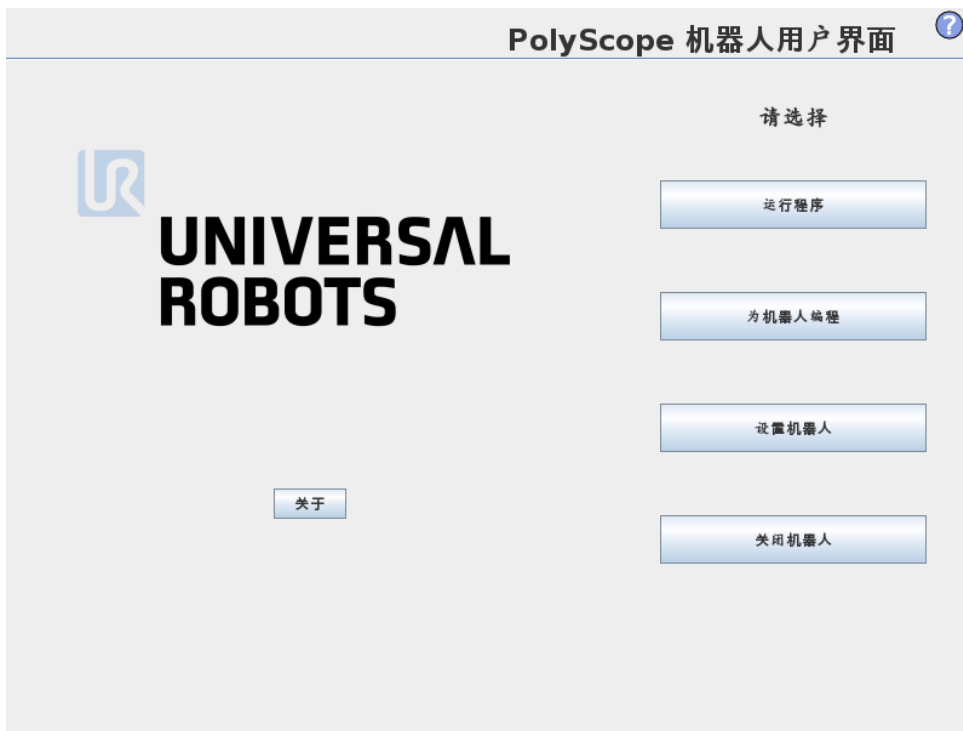 PolyScope 机器人用户界面
?
请选择
UR
UNIVERSAL
ROBOTS
运行程序
为机器人编程
设置机器人
关于
关闭机器人